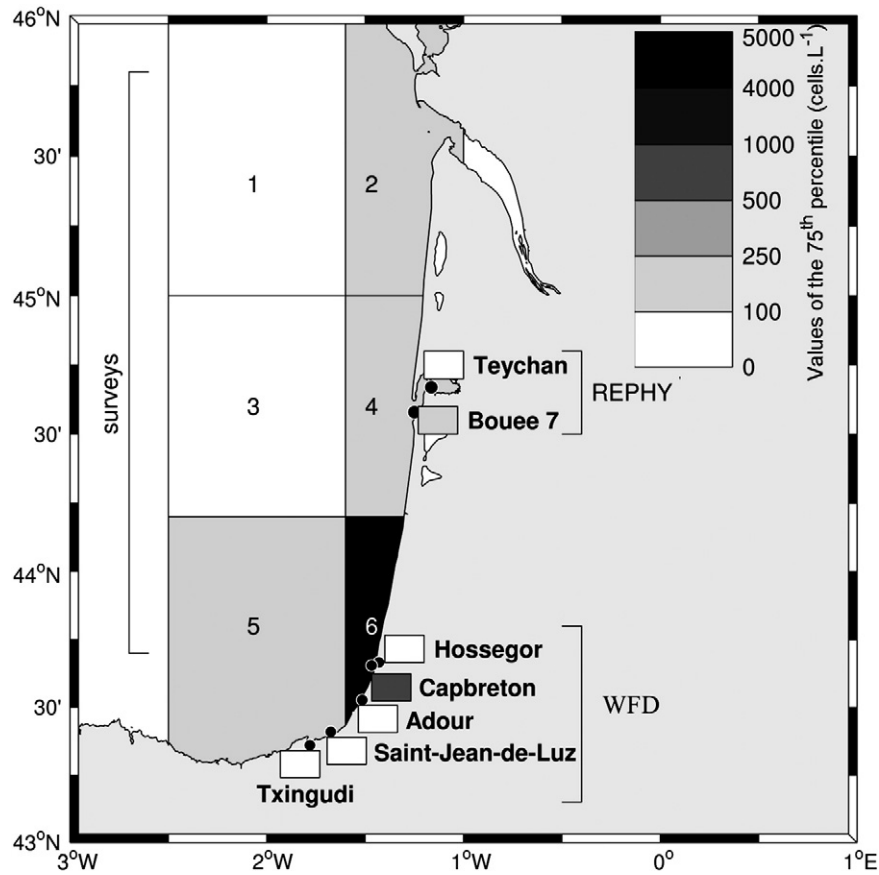 46°N
30'
45°N
30'
44°N
30'
43°N
3°W
2°W
1°W
0°
1°E
surveys
1
2
3
4
5
6
Teychan
Bouee 7
REPHY
Hossegor
Capbreton
Adour
Saint-Jean-de-Luz
Txingudi
WFD
5000
4000
1000
500
250
100
0
Values of the 75th percentile (cells.L-1)